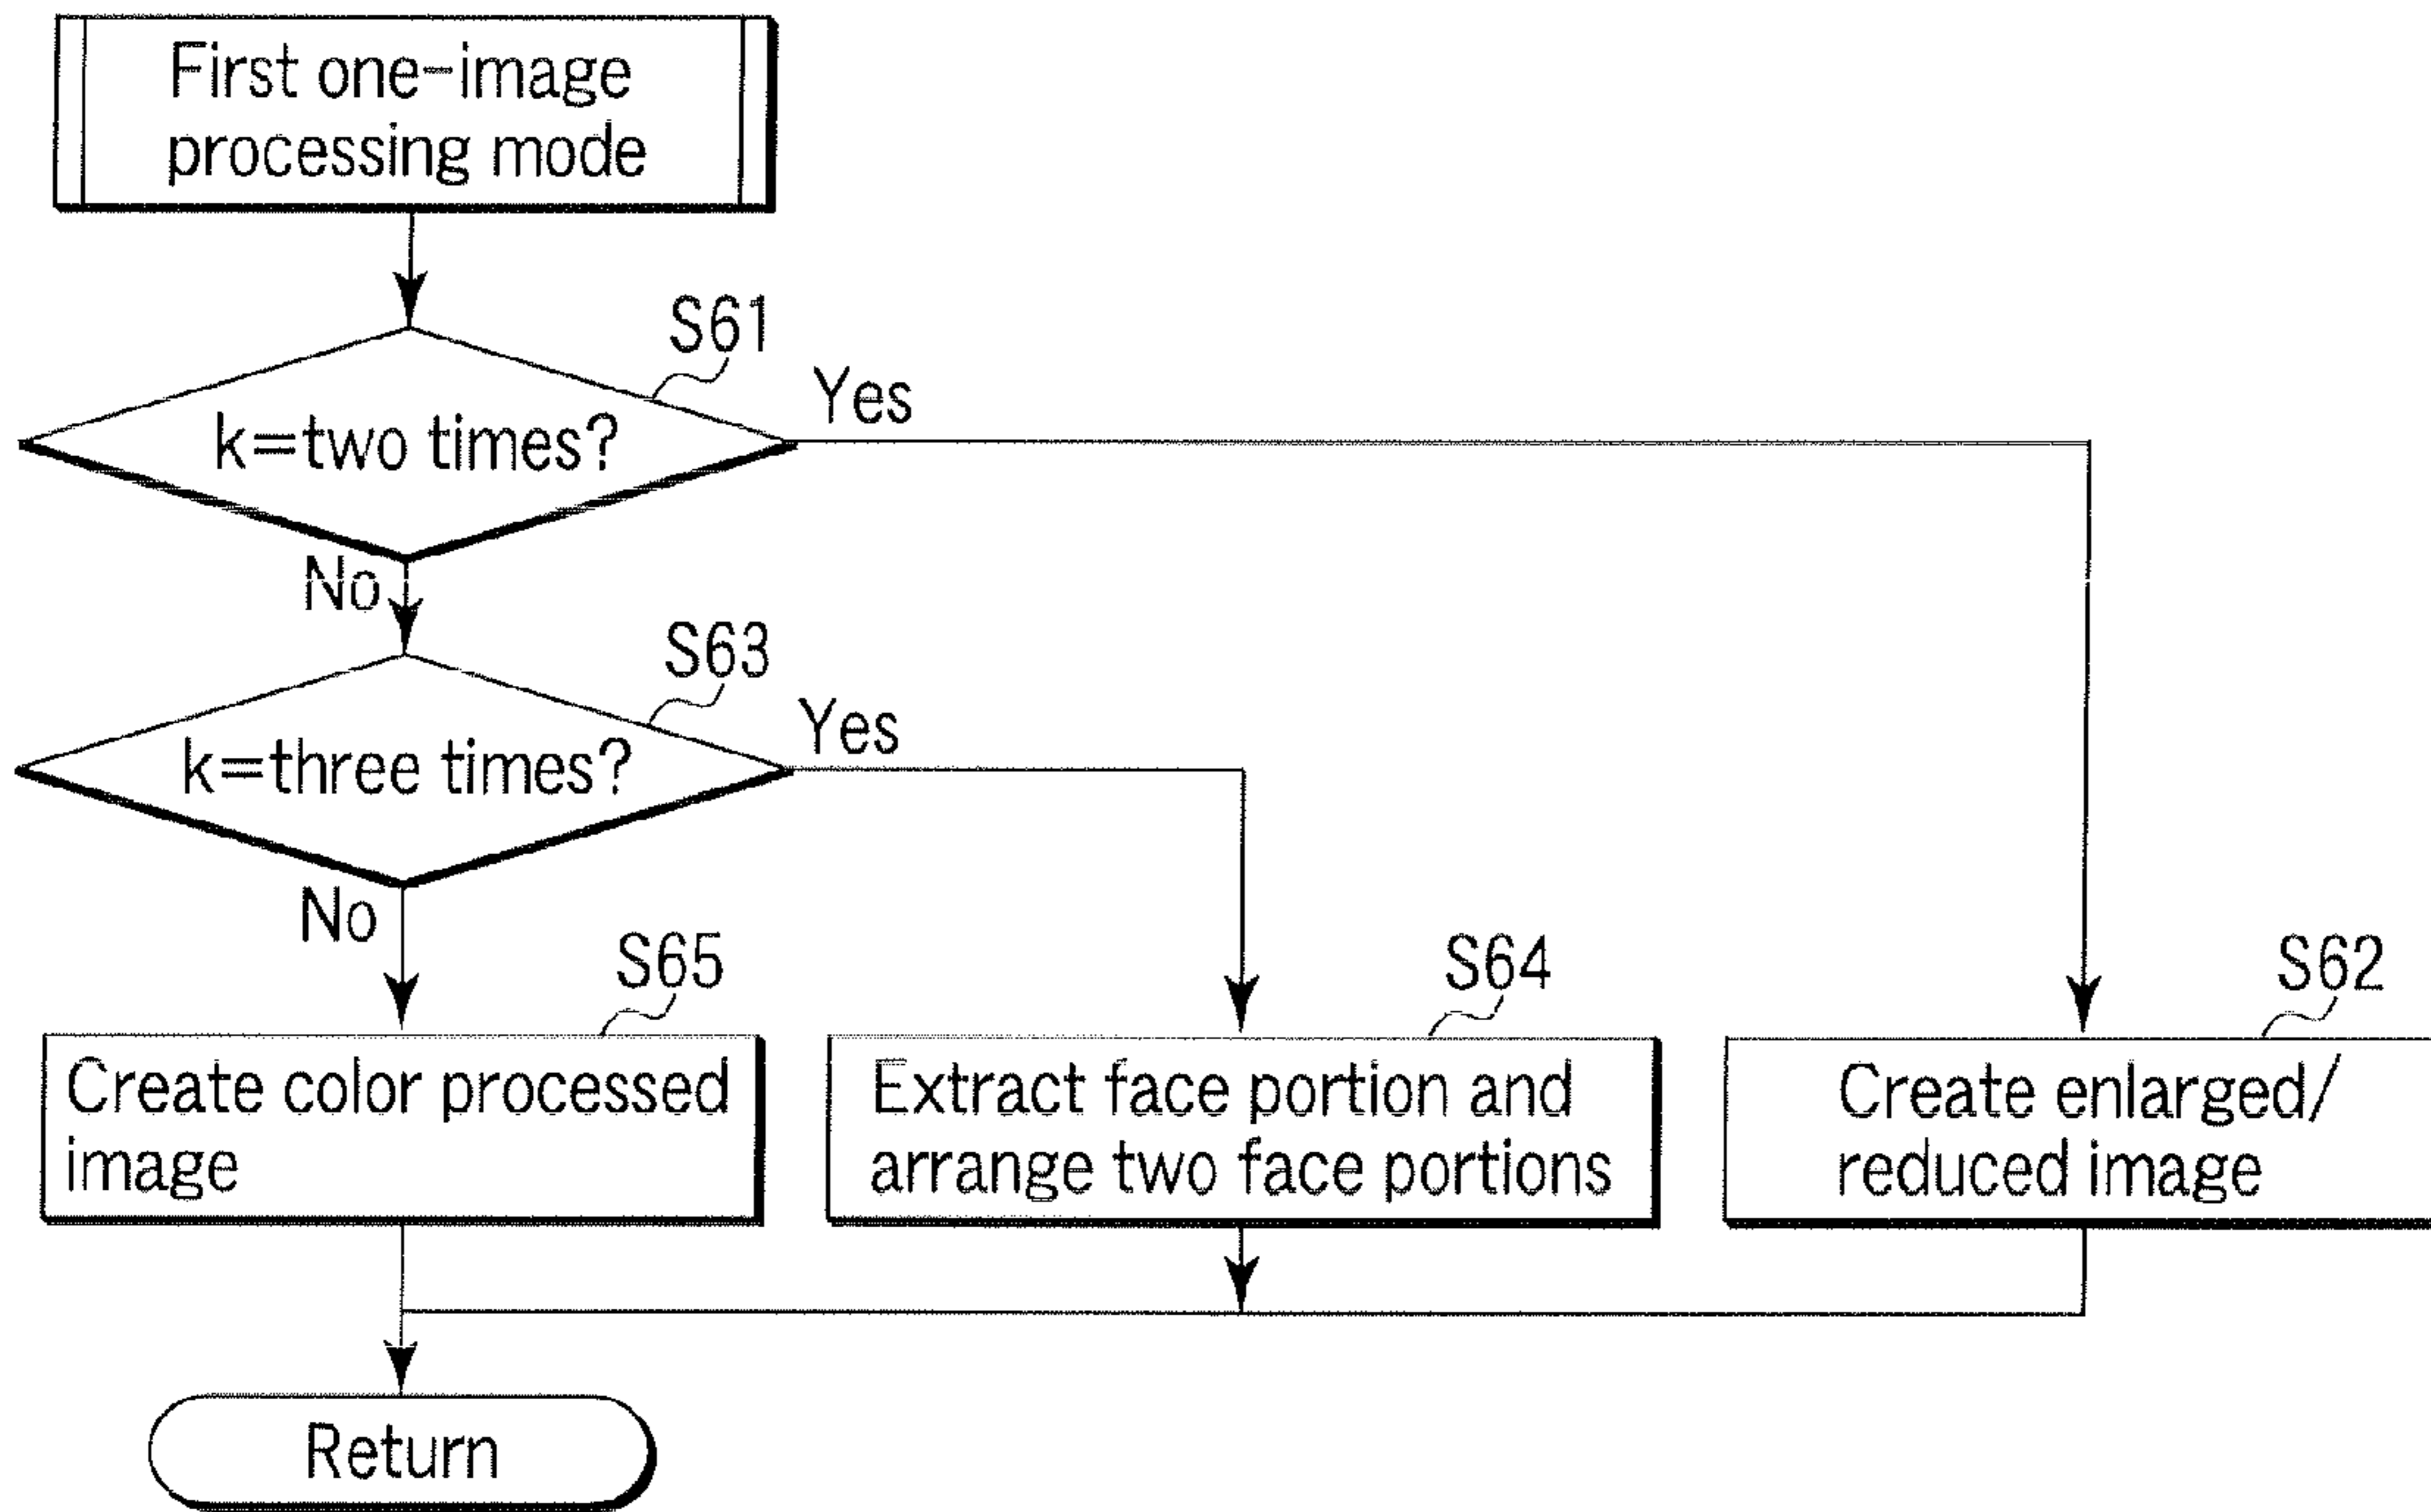 First one-image
processing mode
S61
k=two times?
Yes
No
S63
k=three times?
Yes
No
S65
Create color processed
image
S64
Extract face portion and
arrange two face portions
S62
Create enlarged/
reduced image
Return